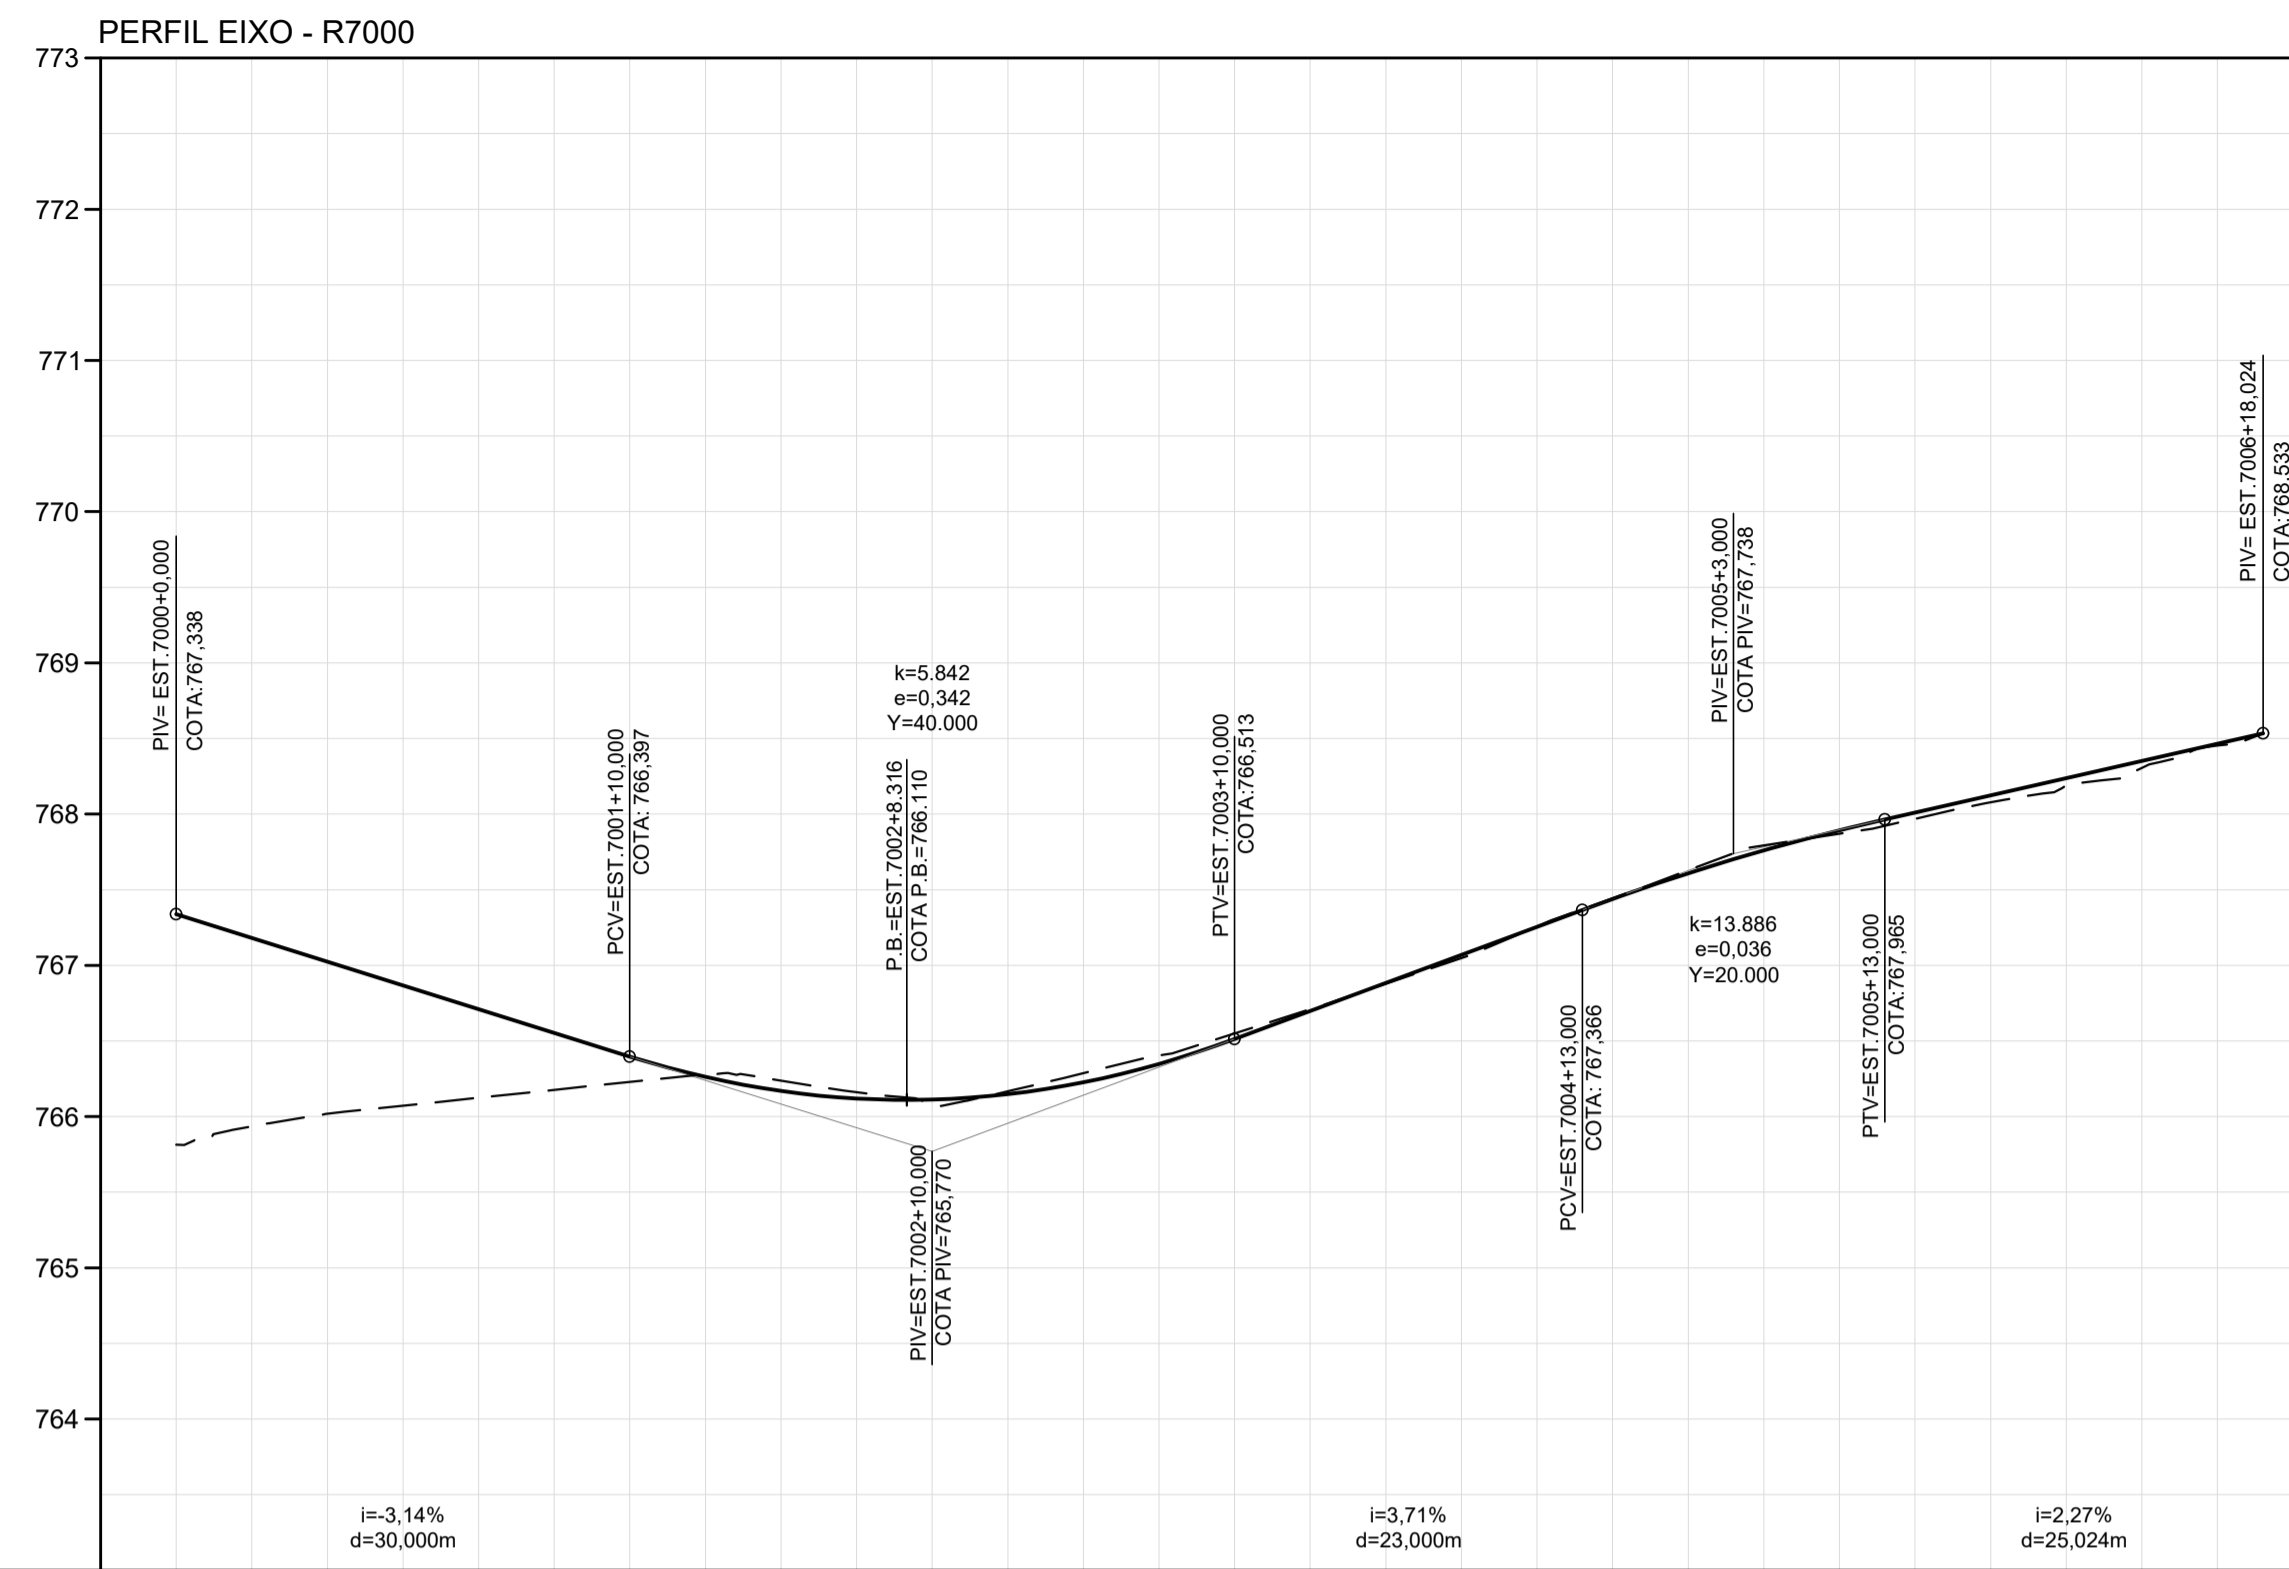 PERFIL EIXO - R7000
773
772
771
770
769
768
767
766
765
764
PIV= EST.7000+0,000
COTA:767,338
PCV=EST.7001+10,000
COTA: 766,397
k=5.842
e=0,342
Y=40.000
P.B.=EST.7002+8.316
COTA P.B.=766.110
PIV=EST.7002+10,000
COTA PIV=765,770
PTV=EST.7003+10,000
COTA:766,513
PCV=EST.7004+13,000
COTA: 767,366
PIV=EST.7005+3,000
COTA PIV=767,738
k=13.886
e=0,036
Y=20.000
PTV=EST.7005+13,000
COTA:767,965
PIV= EST.7006+18,024
COTA:768,533
i=-3,14%
d=30,000m
i=3,71%
d=23,000m
i=2,27%
d=25,024m